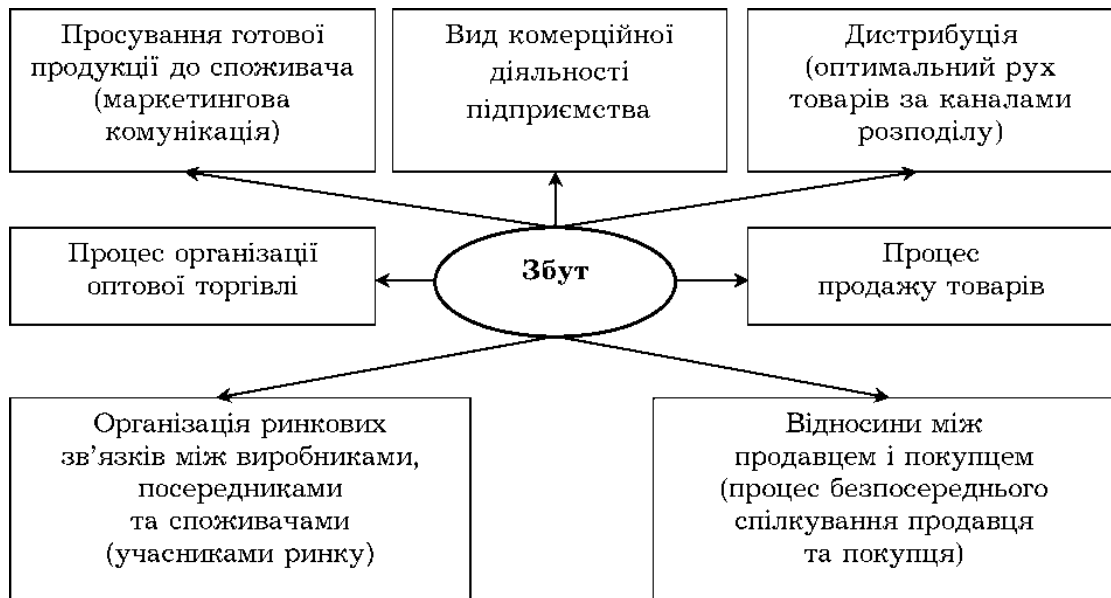 Просування готової
продукції до споживача
(маркетингова
комунікація)
Вид комерційної
діяльності
підприємства
Дистрибуція
(оптимальний рух
товарів за каналами
розподілу)
Процес організації
оптової торгівлі
Збут
Процес
продажу товарів
Організація ринкових
зв'язків між виробниками,
посередниками
та споживачами
(учасниками ринку)
Відносини між
продавцем і покупцем
(процес безпосереднього
спілкування продавця
та покупця)